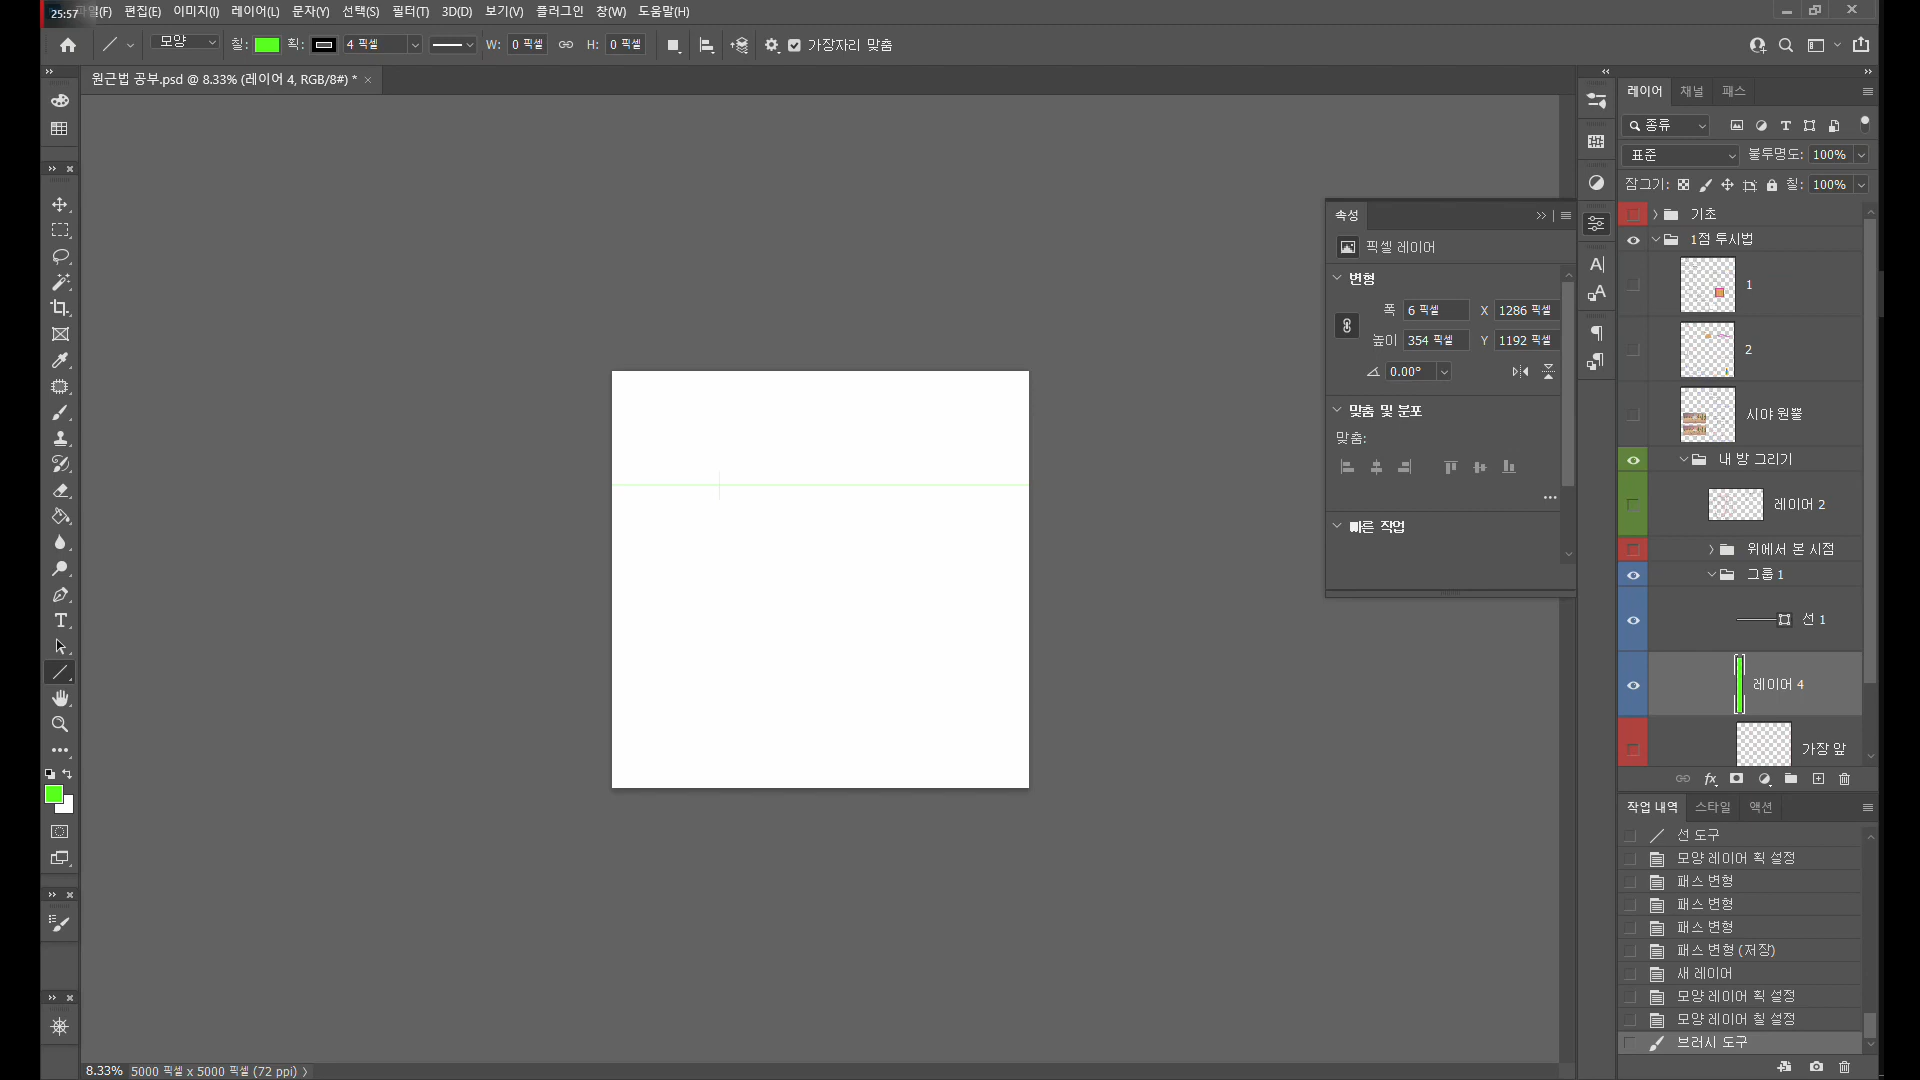 25:57
파일(F) 편집(E) 이미지(I) 레이어(L) 문자(Y) 선택(S) 필터(T) 3D(D) 보기(V) 플러그인 창(W) 도움말(H)
모양 칠: 획: 4 픽셀 W: 0 픽셀 H: 0 픽셀 가장자리 맞춤
원근법 공부.psd @ 8.33% (레이어 4, RGB/8#) *
속성
픽셀 레이어
변형
폭 6 픽셀 X 1286 픽셀
높이 354 픽셀 Y 1192 픽셀
0.00°
맞춤 및 분포
맞춤:
빠른 작업
레이어 채널 패스
종류
표준 불투명도: 100%
잠그기: 칠: 100%
기초
1점 투시법
1
2
시야 원뿔
내 방 그리기
레이어 2
위에서 본 시점
그룹 1
선 1
레이어 4
가장 앞
작업 내역 스타일 액션
선 도구
모양 레이어 획 설정
패스 변형
패스 변형
패스 변형
패스 변형 (저장)
새 레이어
모양 레이어 획 설정
모양 레이어 칠 설정
브러시 도구
8.33% 5000 픽셀 x 5000 픽셀 (72 ppi)